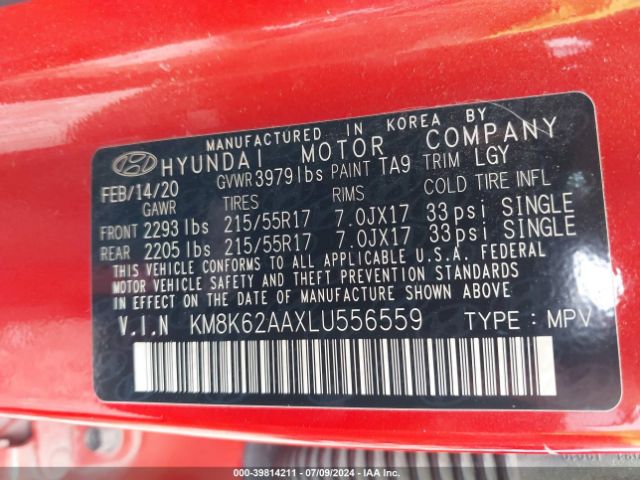 MANUFACTURED IN KOREA BY
HYUNDAI MOTOR COMPANY
FEB/14/20 GVWR 3979 lbs PAINT TA9 TRIM LGY
GAWR TIRES RIMS COLD TIRE INFL
FRONT 2293 lbs 215/55R17 7.0JX17 33 psi SINGLE
REAR 2205 lbs 215/55R17 7.0JX17 33 psi SINGLE
THIS VEHICLE CONFORMS TO ALL APPLICABLE U.S.A. FEDERAL
MOTOR VEHICLE SAFETY AND THEFT PREVENTION STANDARDS
IN EFFECT ON THE DATE OF MANUFACTURE SHOWN ABOVE.
V.I.N KM8K62AAXLU556559 TYPE : MPV
000-39814211 - 07/09/2024 - IAA Inc.